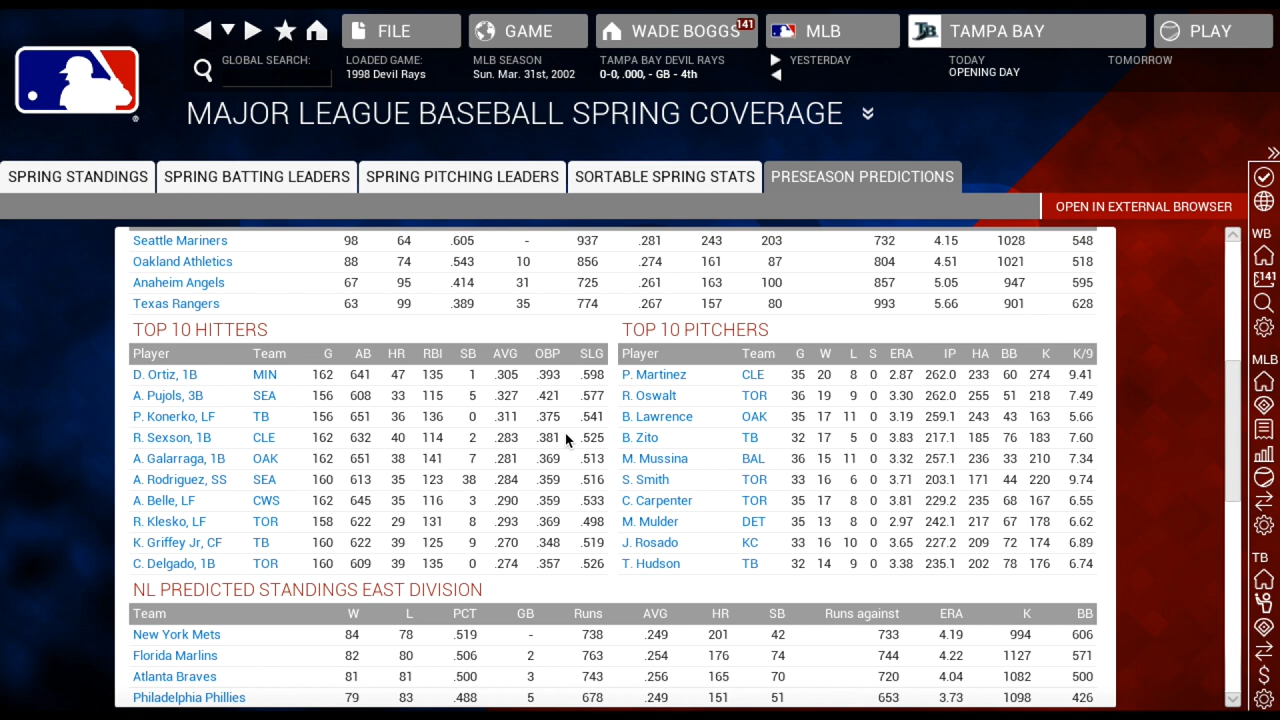 FILE GAME WADE BOGGS 141 MLB TAMPA BAY PLAY
GLOBAL SEARCH: LOADED GAME: MLB SEASON TAMPA BAY DEVIL RAYS YESTERDAY TODAY TOMORROW
1998 Devil Rays Sun. Mar. 31st, 2002 0-0, .000, - GB - 4th OPENING DAY
MAJOR LEAGUE BASEBALL SPRING COVERAGE
SPRING STANDINGS SPRING BATTING LEADERS SPRING PITCHING LEADERS SORTABLE SPRING STATS PRESEASON PREDICTIONS
OPEN IN EXTERNAL BROWSER
Seattle Mariners 98 64 .605 - 937 .281 243 203 732 4.15 1028 548
Oakland Athletics 88 74 .543 10 856 .274 161 87 804 4.51 1021 518
Anaheim Angels 67 95 .414 31 725 .261 163 100 857 5.05 947 595
Texas Rangers 63 99 .389 35 774 .267 157 80 993 5.66 901 628
TOP 10 HITTERS
Player Team G AB HR RBI SB AVG OBP SLG
D. Ortiz, 1B MIN 162 641 47 135 1 .305 .393 .598
A. Pujols, 3B SEA 156 608 33 115 5 .327 .421 .577
P. Konerko, LF TB 156 651 36 136 0 .311 .375 .541
R. Sexson, 1B CLE 162 632 40 114 2 .283 .381 .525
A. Galarraga, 1B OAK 162 651 38 141 7 .281 .369 .513
A. Rodriguez, SS SEA 160 613 35 123 38 .284 .359 .516
A. Belle, LF CWS 162 645 35 116 3 .290 .359 .533
R. Klesko, LF TOR 158 622 29 131 8 .293 .369 .498
K. Griffey Jr, CF TB 160 622 39 125 9 .270 .348 .519
C. Delgado, 1B TOR 160 609 39 135 0 .274 .357 .526
TOP 10 PITCHERS
Player Team G W L S ERA IP HA BB K K/9
P. Martinez CLE 35 20 8 0 2.87 262.0 233 60 274 9.41
R. Oswalt TOR 36 19 9 0 3.30 262.0 255 51 218 7.49
B. Lawrence OAK 35 17 11 0 3.19 259.1 243 43 163 5.66
B. Zito TB 32 17 5 0 3.83 217.1 185 76 183 7.60
M. Mussina BAL 36 15 11 0 3.32 257.1 236 33 210 7.34
S. Smith TOR 33 16 6 0 3.71 203.1 171 44 220 9.74
C. Carpenter TOR 35 17 8 0 3.81 229.2 235 68 167 6.55
M. Mulder DET 35 13 8 0 2.97 242.1 217 67 178 6.62
J. Rosado KC 33 16 10 0 3.65 227.2 209 72 174 6.89
T. Hudson TB 32 14 9 0 3.38 235.1 202 78 176 6.74
NL PREDICTED STANDINGS EAST DIVISION
Team W L PCT GB Runs AVG HR SB Runs against ERA K BB
New York Mets 84 78 .519 - 738 .249 201 42 733 4.19 994 606
Florida Marlins 82 80 .506 2 763 .254 176 74 744 4.22 1127 571
Atlanta Braves 81 81 .500 3 743 .256 165 70 720 4.04 1082 500
Philadelphia Phillies 79 83 .488 5 678 .249 151 51 653 3.73 1098 426
WB
141
MLB
TB